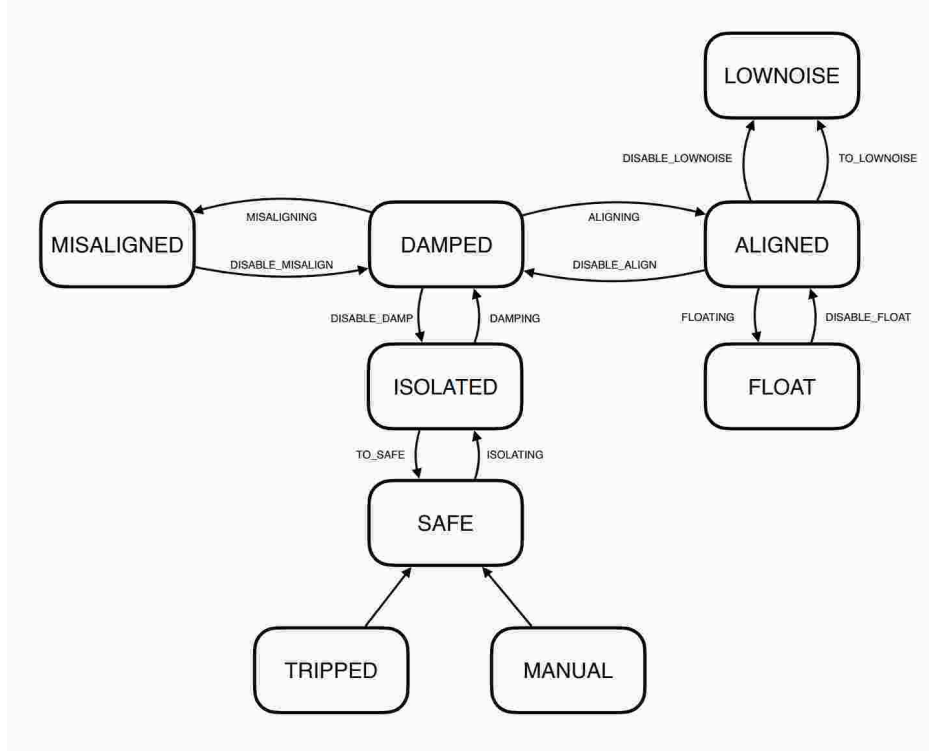 LOWNOISE
DISABLE_LOWNOISE
TO_LOWNOISE
MISALIGNING
ALIGNING
MISALIGNED
DAMPED
ALIGNED
DISABLE_MISALIGN
DISABLE_ALIGN
DISABLE_DAMP
DAMPING
FLOATING
DISABLE_FLOAT
ISOLATED
FLOAT
TO_SAFE
ISOLATING
SAFE
TRIPPED
MANUAL